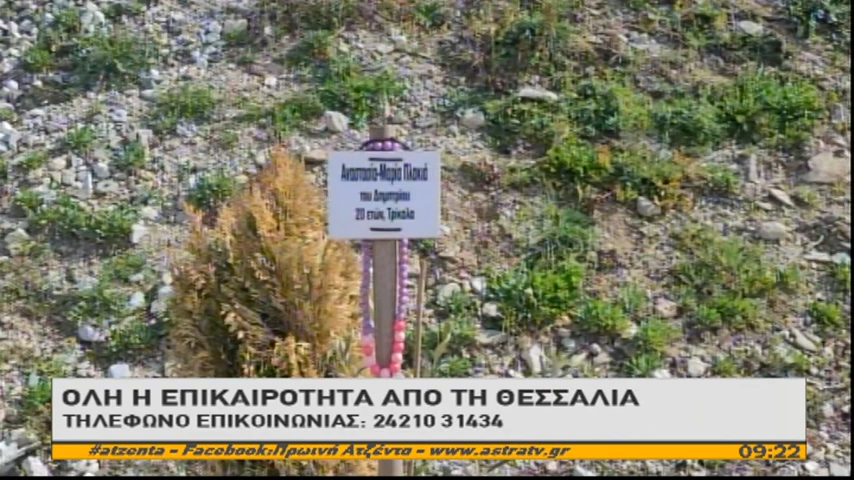 Αναστασία-Μαρία Πλακιά
του Δημητρίου
20 ετών, Τρίκαλα
ΟΛΗ Η ΕΠΙΚΑΙΡΟΤΗΤΑ ΑΠΟ ΤΗ ΘΕΣΣΑΛΙΑ
ΤΗΛΕΦΩΝΟ ΕΠΙΚΟΙΝΩΝΙΑΣ: 24210 31434
#atzenta - Facebook:Πρωινή Ατζέντα - www.astratv.gr 09:22